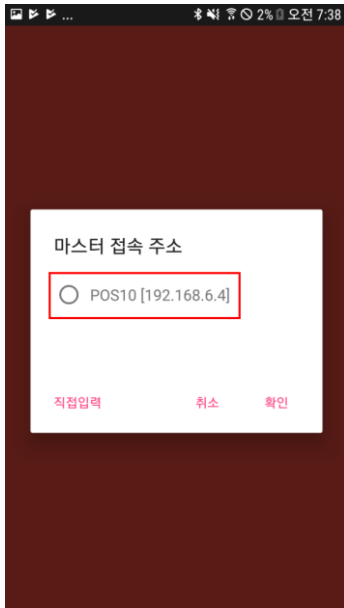 ... 2% 오전 7:38
마스터 접속 주소
POS10 [192.168.6.4]
직접입력 취소 확인